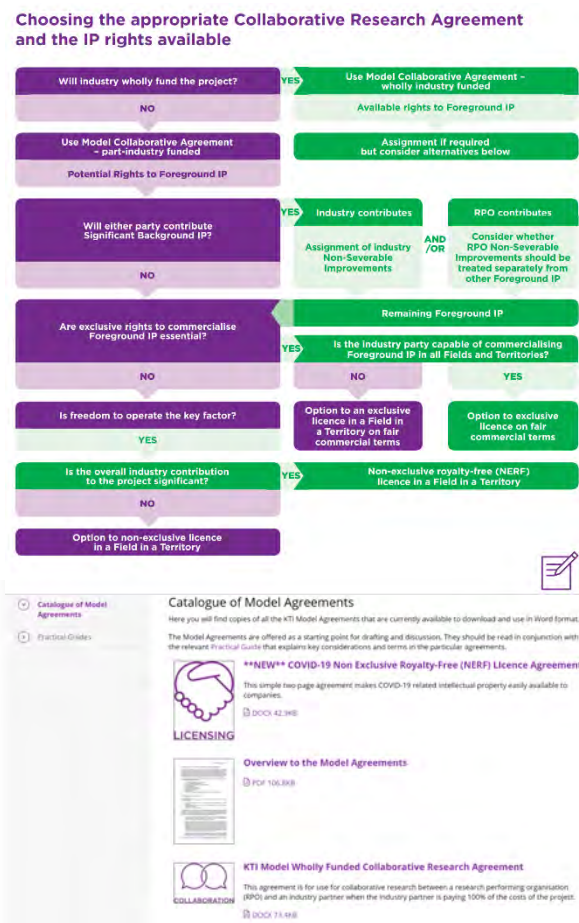 Choosing the appropriate Collaborative Research Agreement
and the IP rights available
Will industry wholly fund the project?
YES
Use Model Collaborative Agreement –
wholly industry funded
NO
Available rights to Foreground IP
Use Model Collaborative Agreement
– part-industry funded
Assignment if required
but consider alternatives below
Potential Rights to Foreground IP
Will either party contribute
Significant Background IP?
YES
Industry contributes
RPO contributes
AND
/OR
Assignment of industry
Non-Severable
Improvements
Consider whether
RPO Non-Severable
Improvements should be
treated separately from
other Foreground IP
NO
Remaining Foreground IP
Are exclusive rights to commercialise
Foreground IP essential?
YES
Is the industry party capable of commercialising
Foreground IP in all Fields and Territories?
NO
NO
YES
Is freedom to operate the key factor?
Option to an exclusive
licence in a Field in
a Territory on fair
commercial terms
Option to exclusive
licence on fair
commercial terms
YES
Is the overall industry contribution
to the project significant?
YES
Non-exclusive royalty-free (NERF)
licence in a Field in a Territory
NO
Option to non-exclusive licence
in a Field in a Territory
Catalogue of Model
Agreements
Practical Guides
Catalogue of Model Agreements
Here you will find copies of all the KTI Model Agreements that are currently available to download and use in Word format.
The Model Agreements are offered as a starting point for drafting and discussion. They should be read in conjunction with
the relevant Practical Guide that explains key considerations and terms in the particular agreements.
**NEW** COVID-19 Non Exclusive Royalty-Free (NERF) Licence Agreemen
This simple two page agreement makes COVID-19 related intellectual property easily available to
companies.
DOCX 42.9KB
LICENSING
Overview to the Model Agreements
PDF 106.8KB
KTI Model Wholly Funded Collaborative Research Agreement
This agreement is for use for collaborative research between a research performing organisation
(RPO) and an industry partner when the industry partner is paying 100% of the costs of the project.
COLLABORATION
DOCX 73.4KB